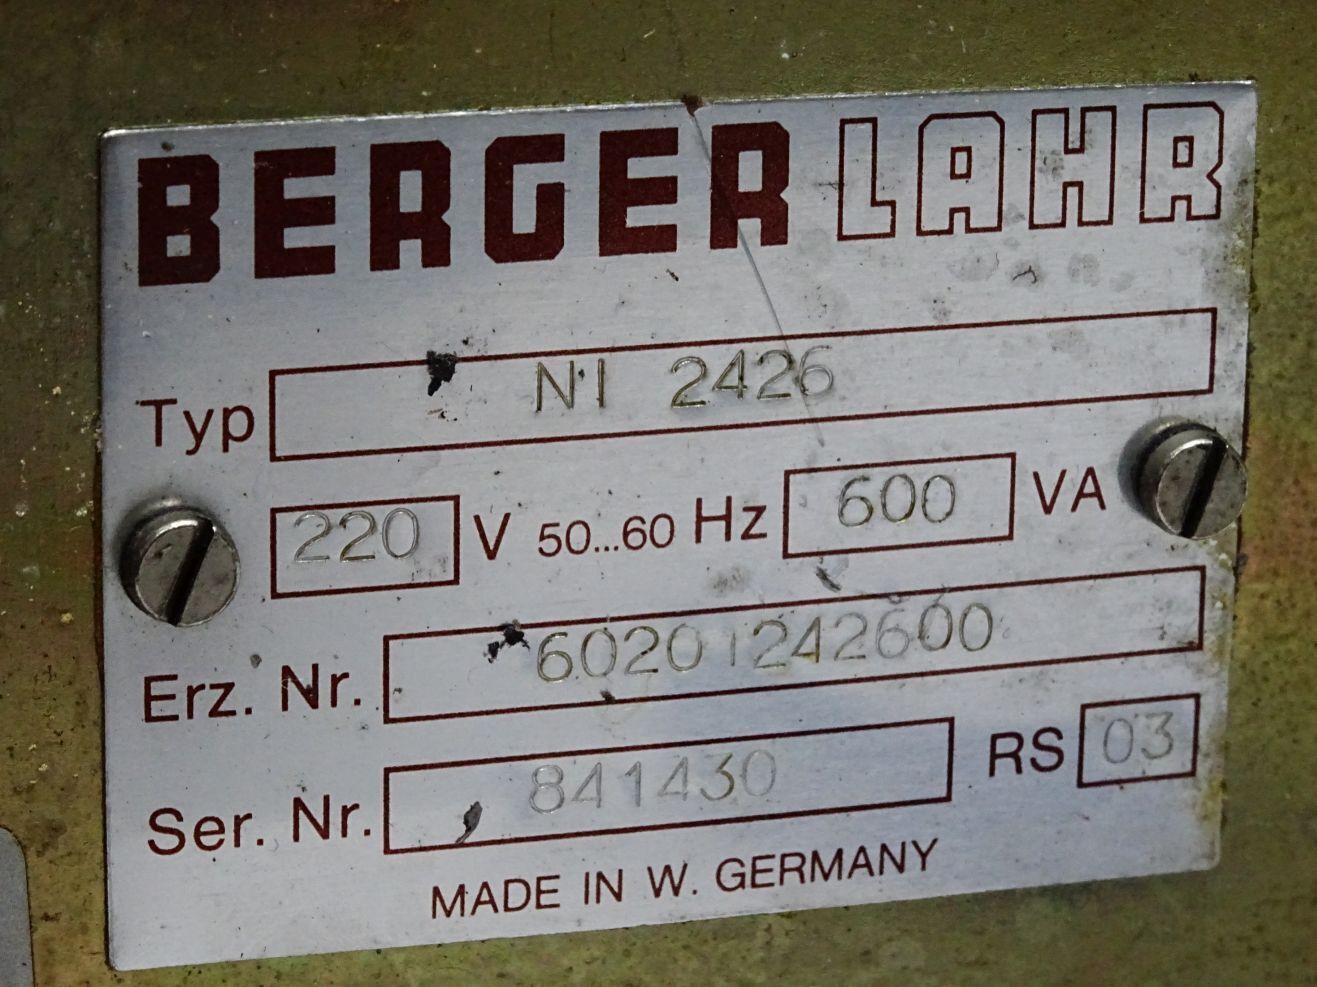 BERGER LAHR
Typ NI 2426
220 V 50...60 Hz 600 VA
Erz. Nr. 60201242600
Ser. Nr. 841430 RS 03
MADE IN W. GERMANY